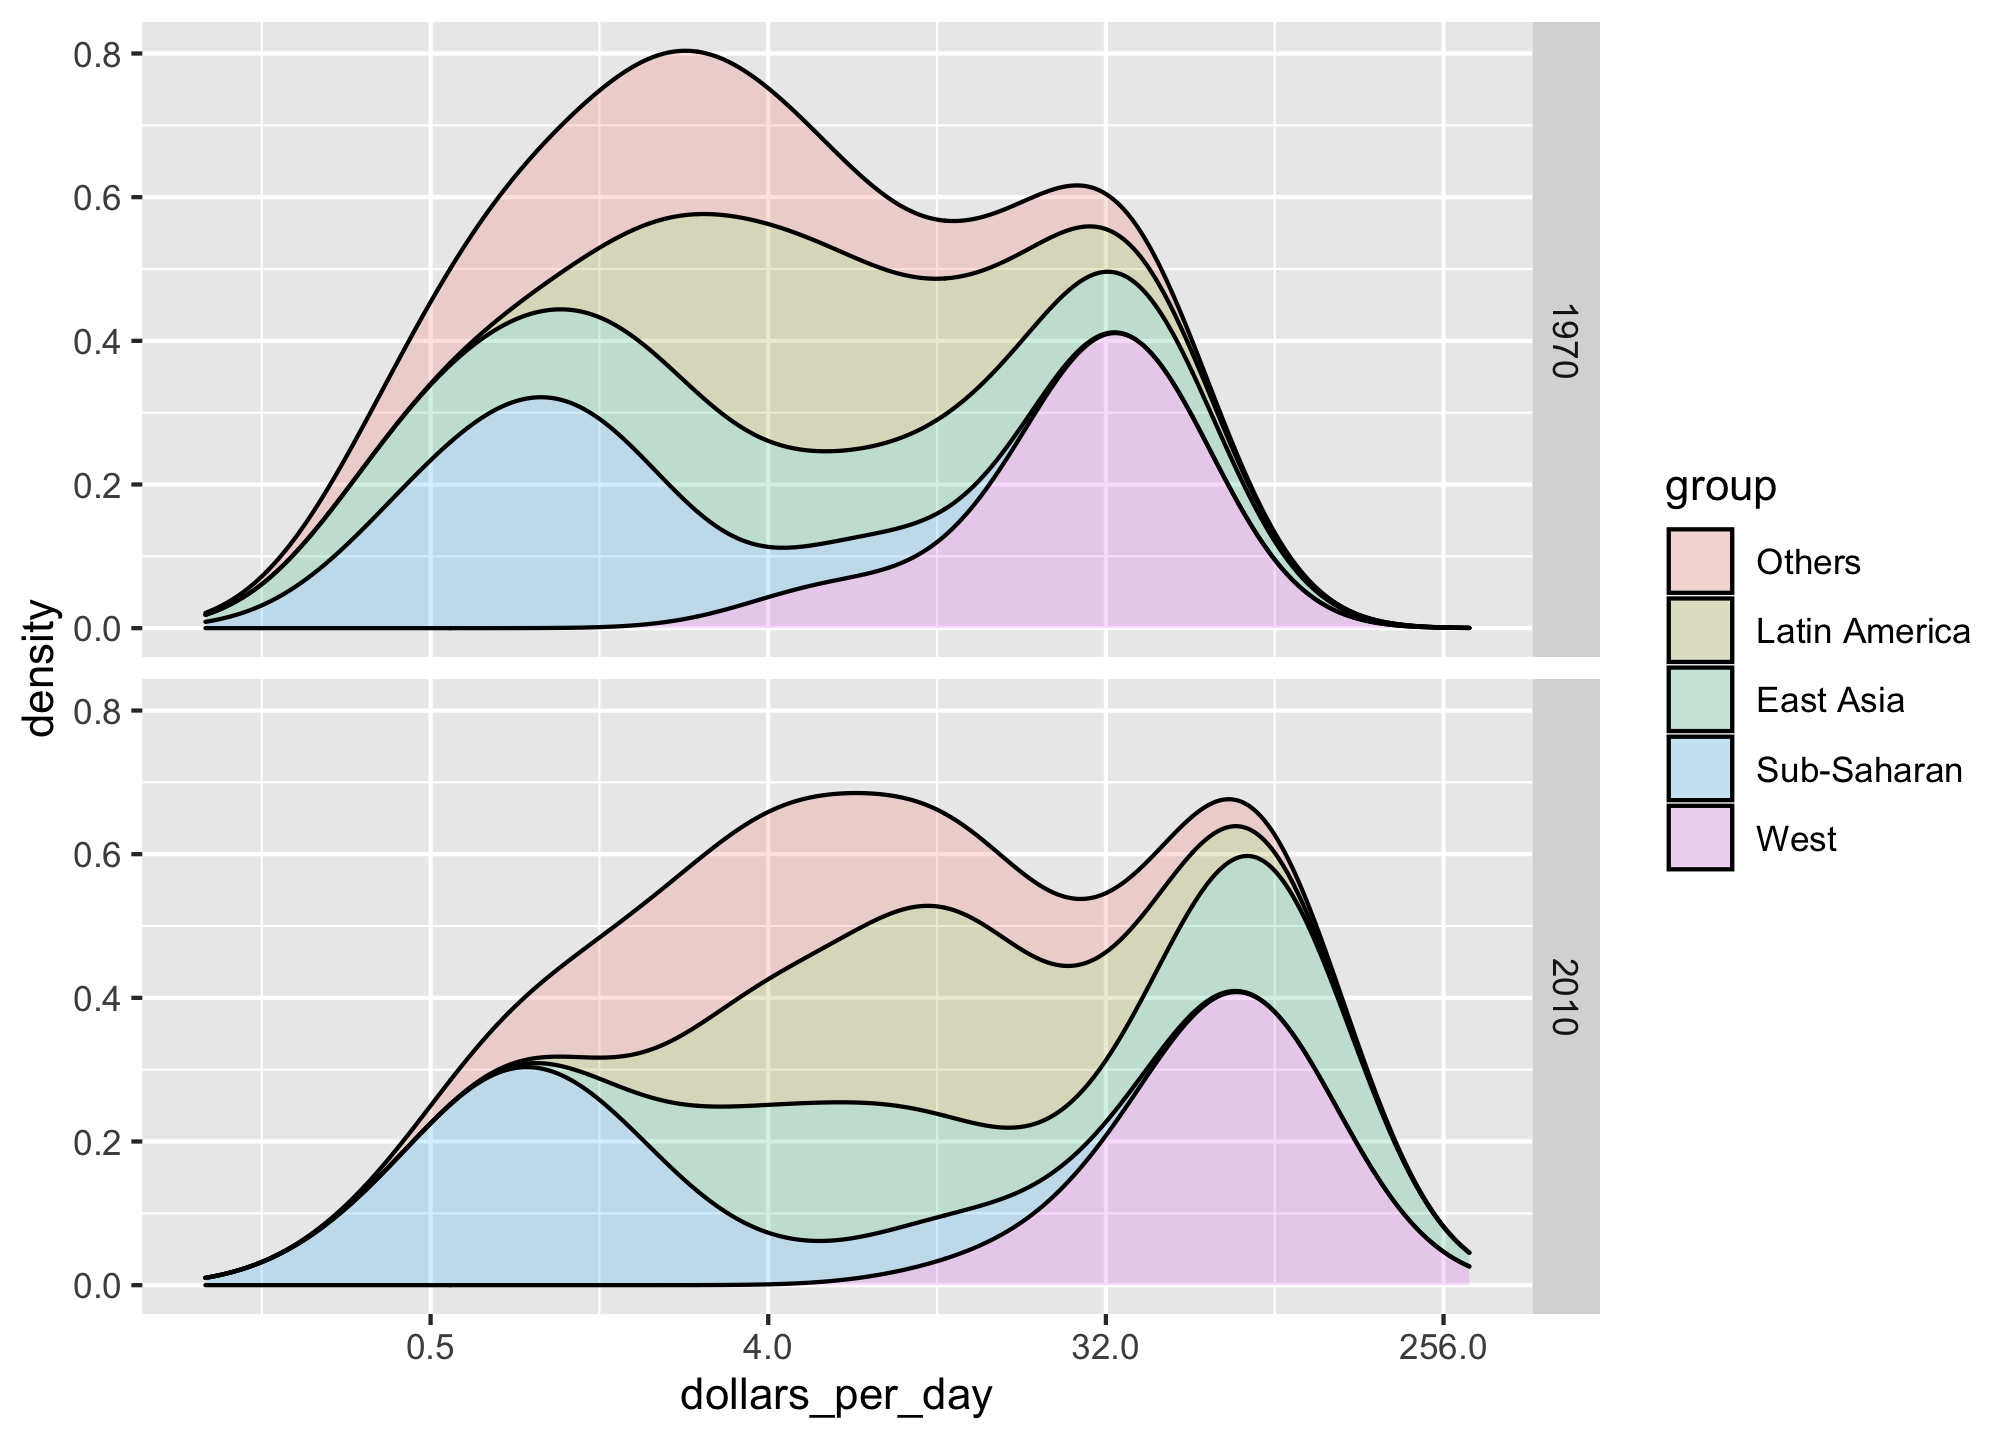 0.8
0.6
0.4
0.2
0.0
1970
0.8
0.6
0.4
0.2
0.0
2010
density
0.5 4.0 32.0 256.0
dollars_per_day
group
Others
Latin America
East Asia
Sub-Saharan
West